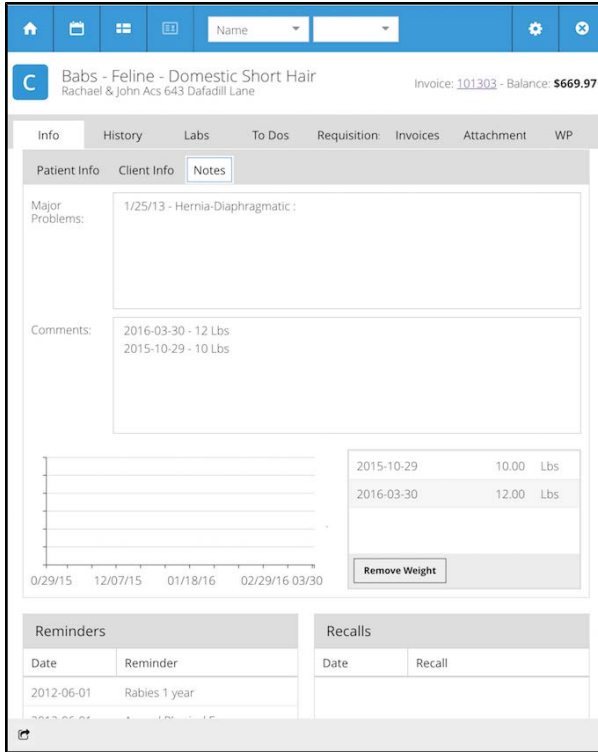 Name
C
Babs - Feline - Domestic Short Hair
Rachael & John Acs 643 Dafadill Lane
Invoice: 101303 - Balance: $669.97
Info History Labs To Dos Requisition: Invoices Attachment WP
Patient Info Client Info Notes
Major Problems:
1/25/13 - Hernia-Diaphragmatic :
Comments:
2016-03-30 - 12 Lbs
2015-10-29 - 10 Lbs
0/29/15 12/07/15 01/18/16 02/29/16 03/30
2015-10-29 10.00 Lbs
2016-03-30 12.00 Lbs
Remove Weight
Reminders
Date Reminder
2012-06-01 Rabies 1 year
Recalls
Date Recall